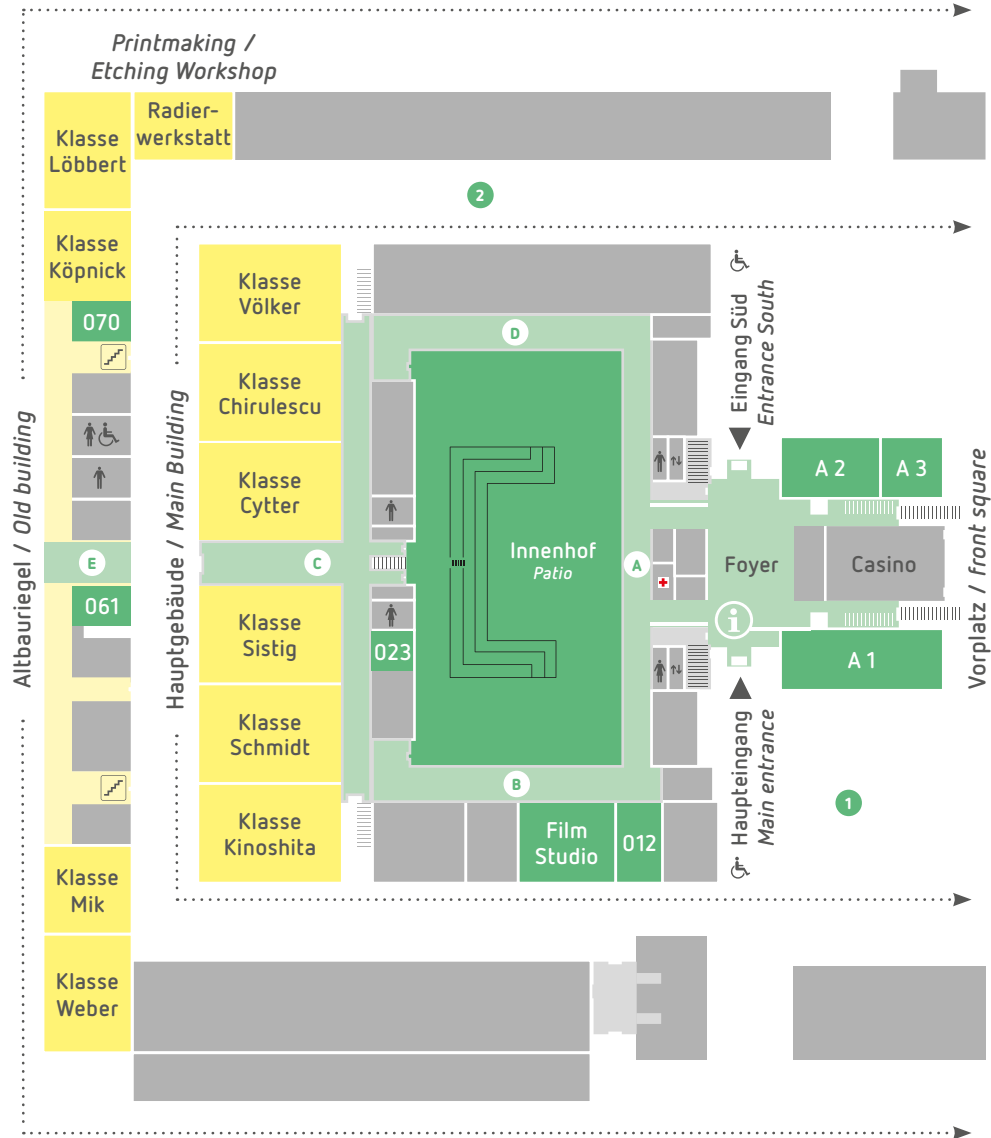 Printmaking /
Etching Workshop
Klasse
Löbbert
Radier-
werkstatt
2
Klasse
Köpnick
070
Altbauriegel / Old building
E
061
Klasse
Mik
Klasse
Weber
Hauptgebäude / Main Building
Klasse
Völker
Klasse
Chirulescu
Klasse
Cytter
C
Klasse
Sistig
Klasse
Schmidt
Klasse
Kinoshita
023
D
Innenhof
Patio
A
B
Film
Studio
012
Eingang Süd
Entrance South
A 2
A 3
Foyer
Casino
i
A 1
Vorplatz / front square
Haupteingang
Main entrance
1